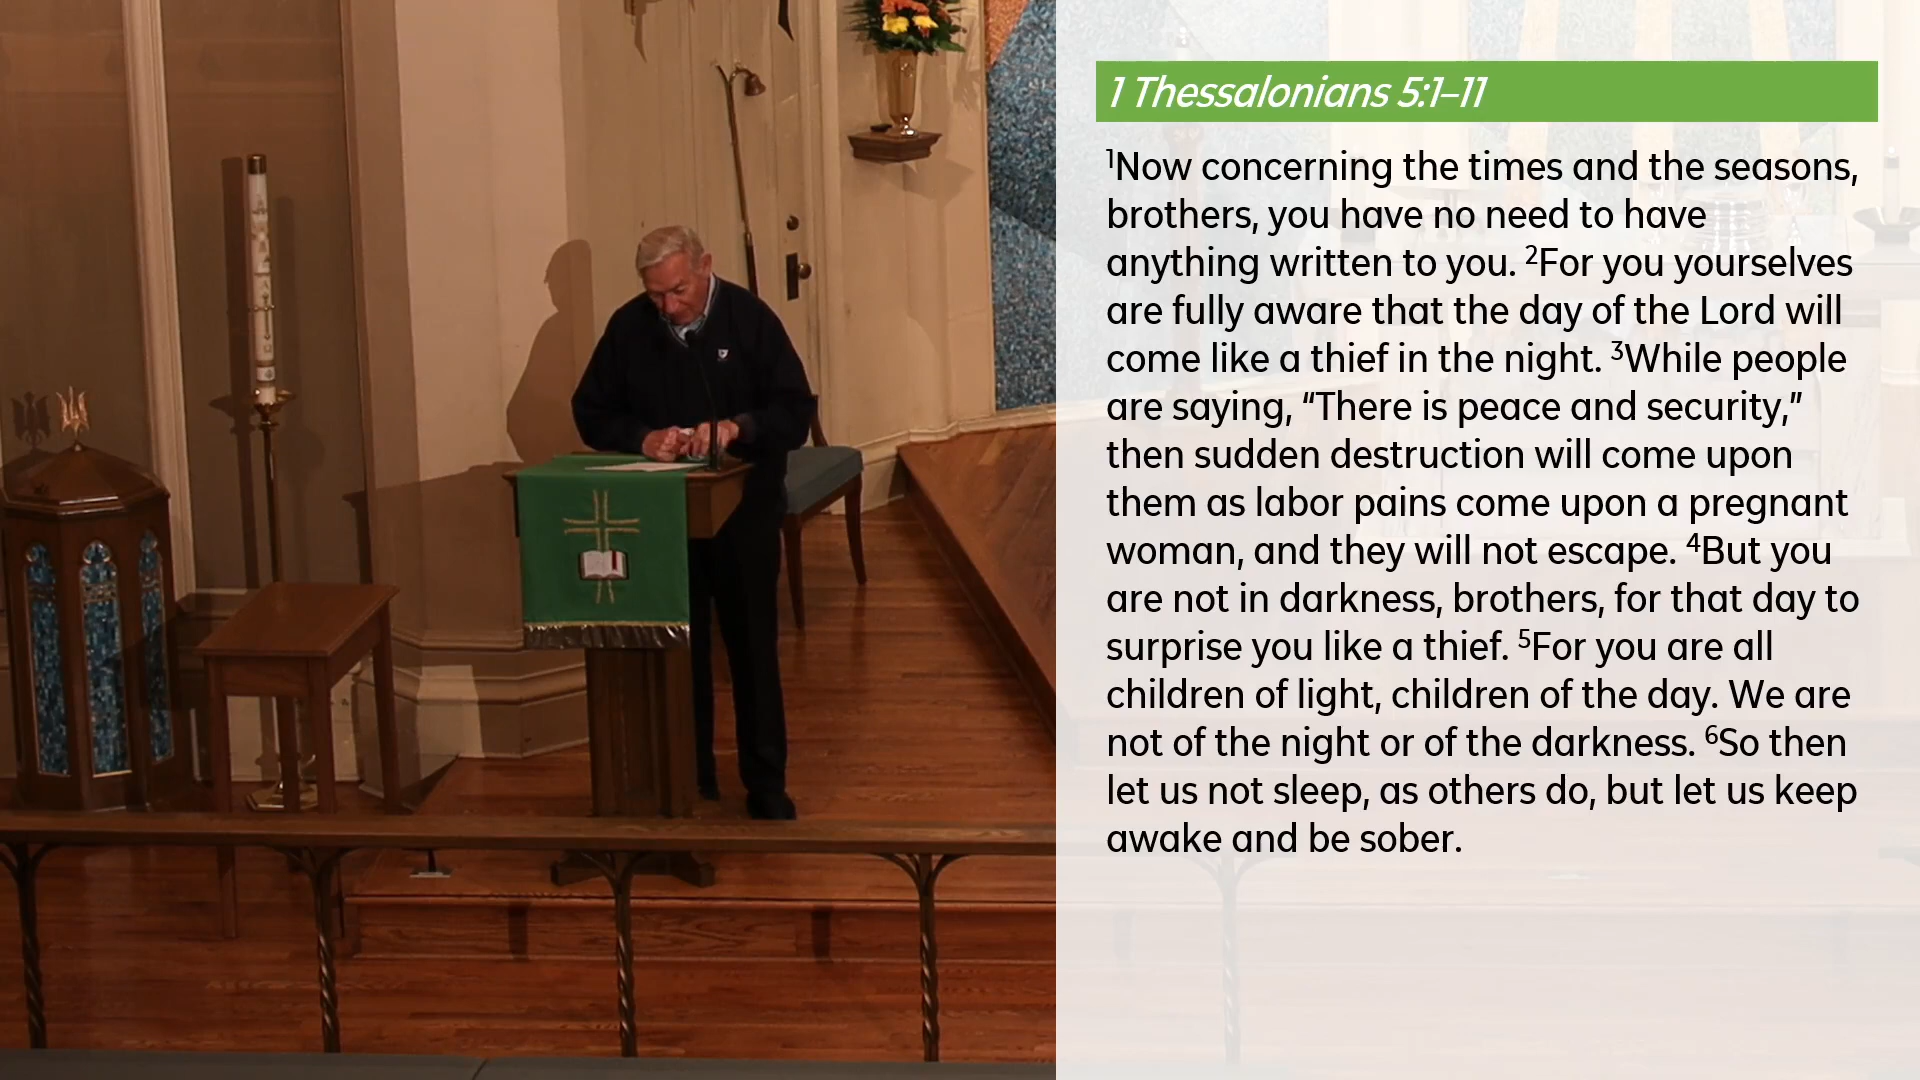 1 Thessalonians 5:1–11
¹Now concerning the times and the seasons,
brothers, you have no need to have
anything written to you. ²For you yourselves
are fully aware that the day of the Lord will
come like a thief in the night. ³While people
are saying, “There is peace and security,”
then sudden destruction will come upon
them as labor pains come upon a pregnant
woman, and they will not escape. ⁴But you
are not in darkness, brothers, for that day to
surprise you like a thief. ⁵For you are all
children of light, children of the day. We are
not of the night or of the darkness. ⁶So then
let us not sleep, as others do, but let us keep
awake and be sober.